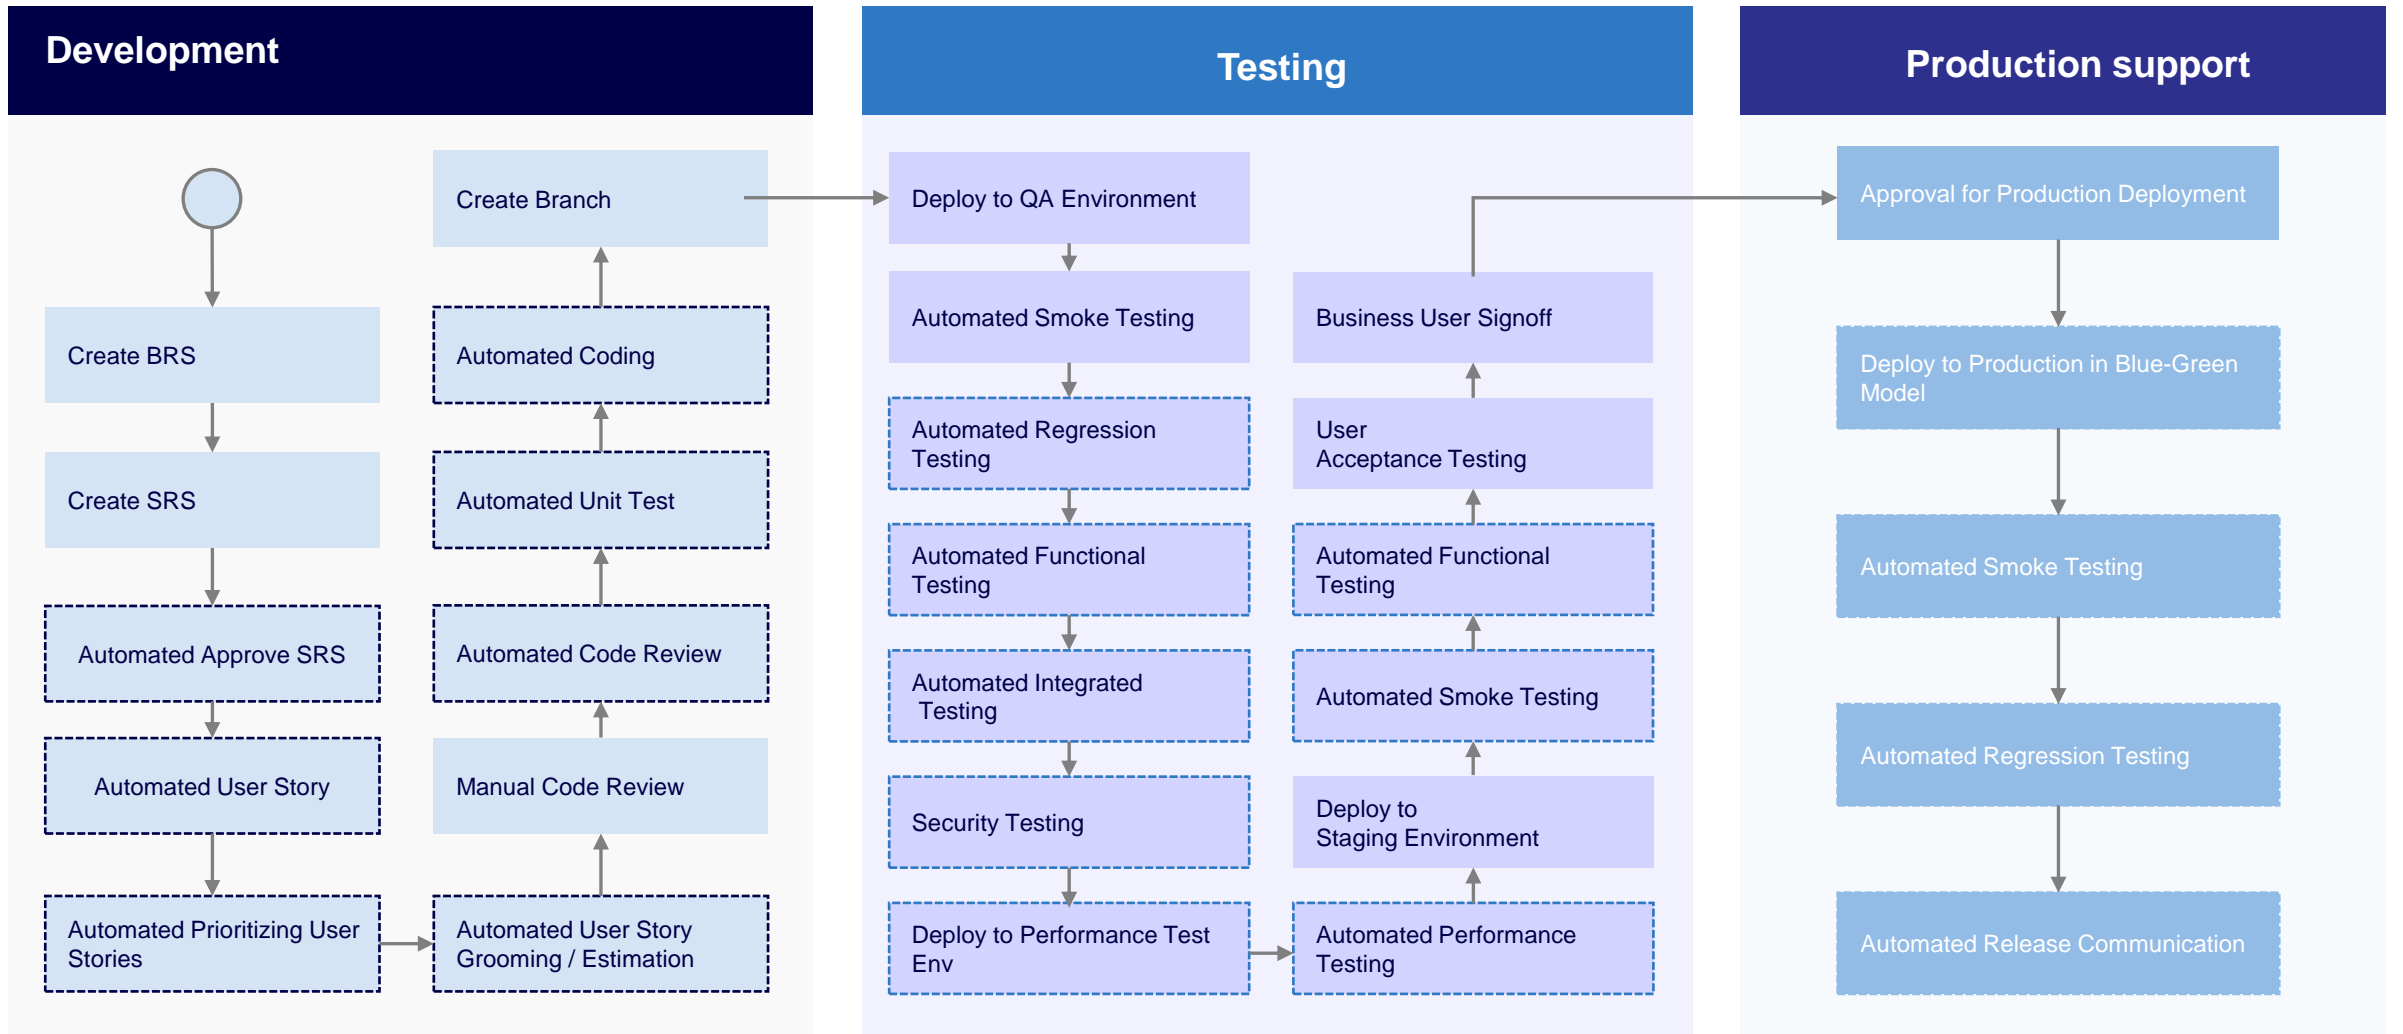 Development
Create BRS
Create SRS
Automated Approve SRS
Automated User Story
Automated Prioritizing User
Stories
Automated User Story
Grooming / Estimation
Manual Code Review
Automated Code Review
Automated Unit Test
Automated Coding
Create Branch
Testing
Deploy to QA Environment
Automated Smoke Testing
Automated Regression
Testing
Automated Functional
Testing
Automated Integrated
Testing
Security Testing
Deploy to Performance Test
Env
Automated Performance
Testing
Deploy to
Staging Environment
Automated Smoke Testing
Automated Functional
Testing
User
Acceptance Testing
Business User Signoff
Production support
Approval for Production Deployment
Deploy to Production in Blue-Green
Model
Automated Smoke Testing
Automated Regression Testing
Automated Release Communication